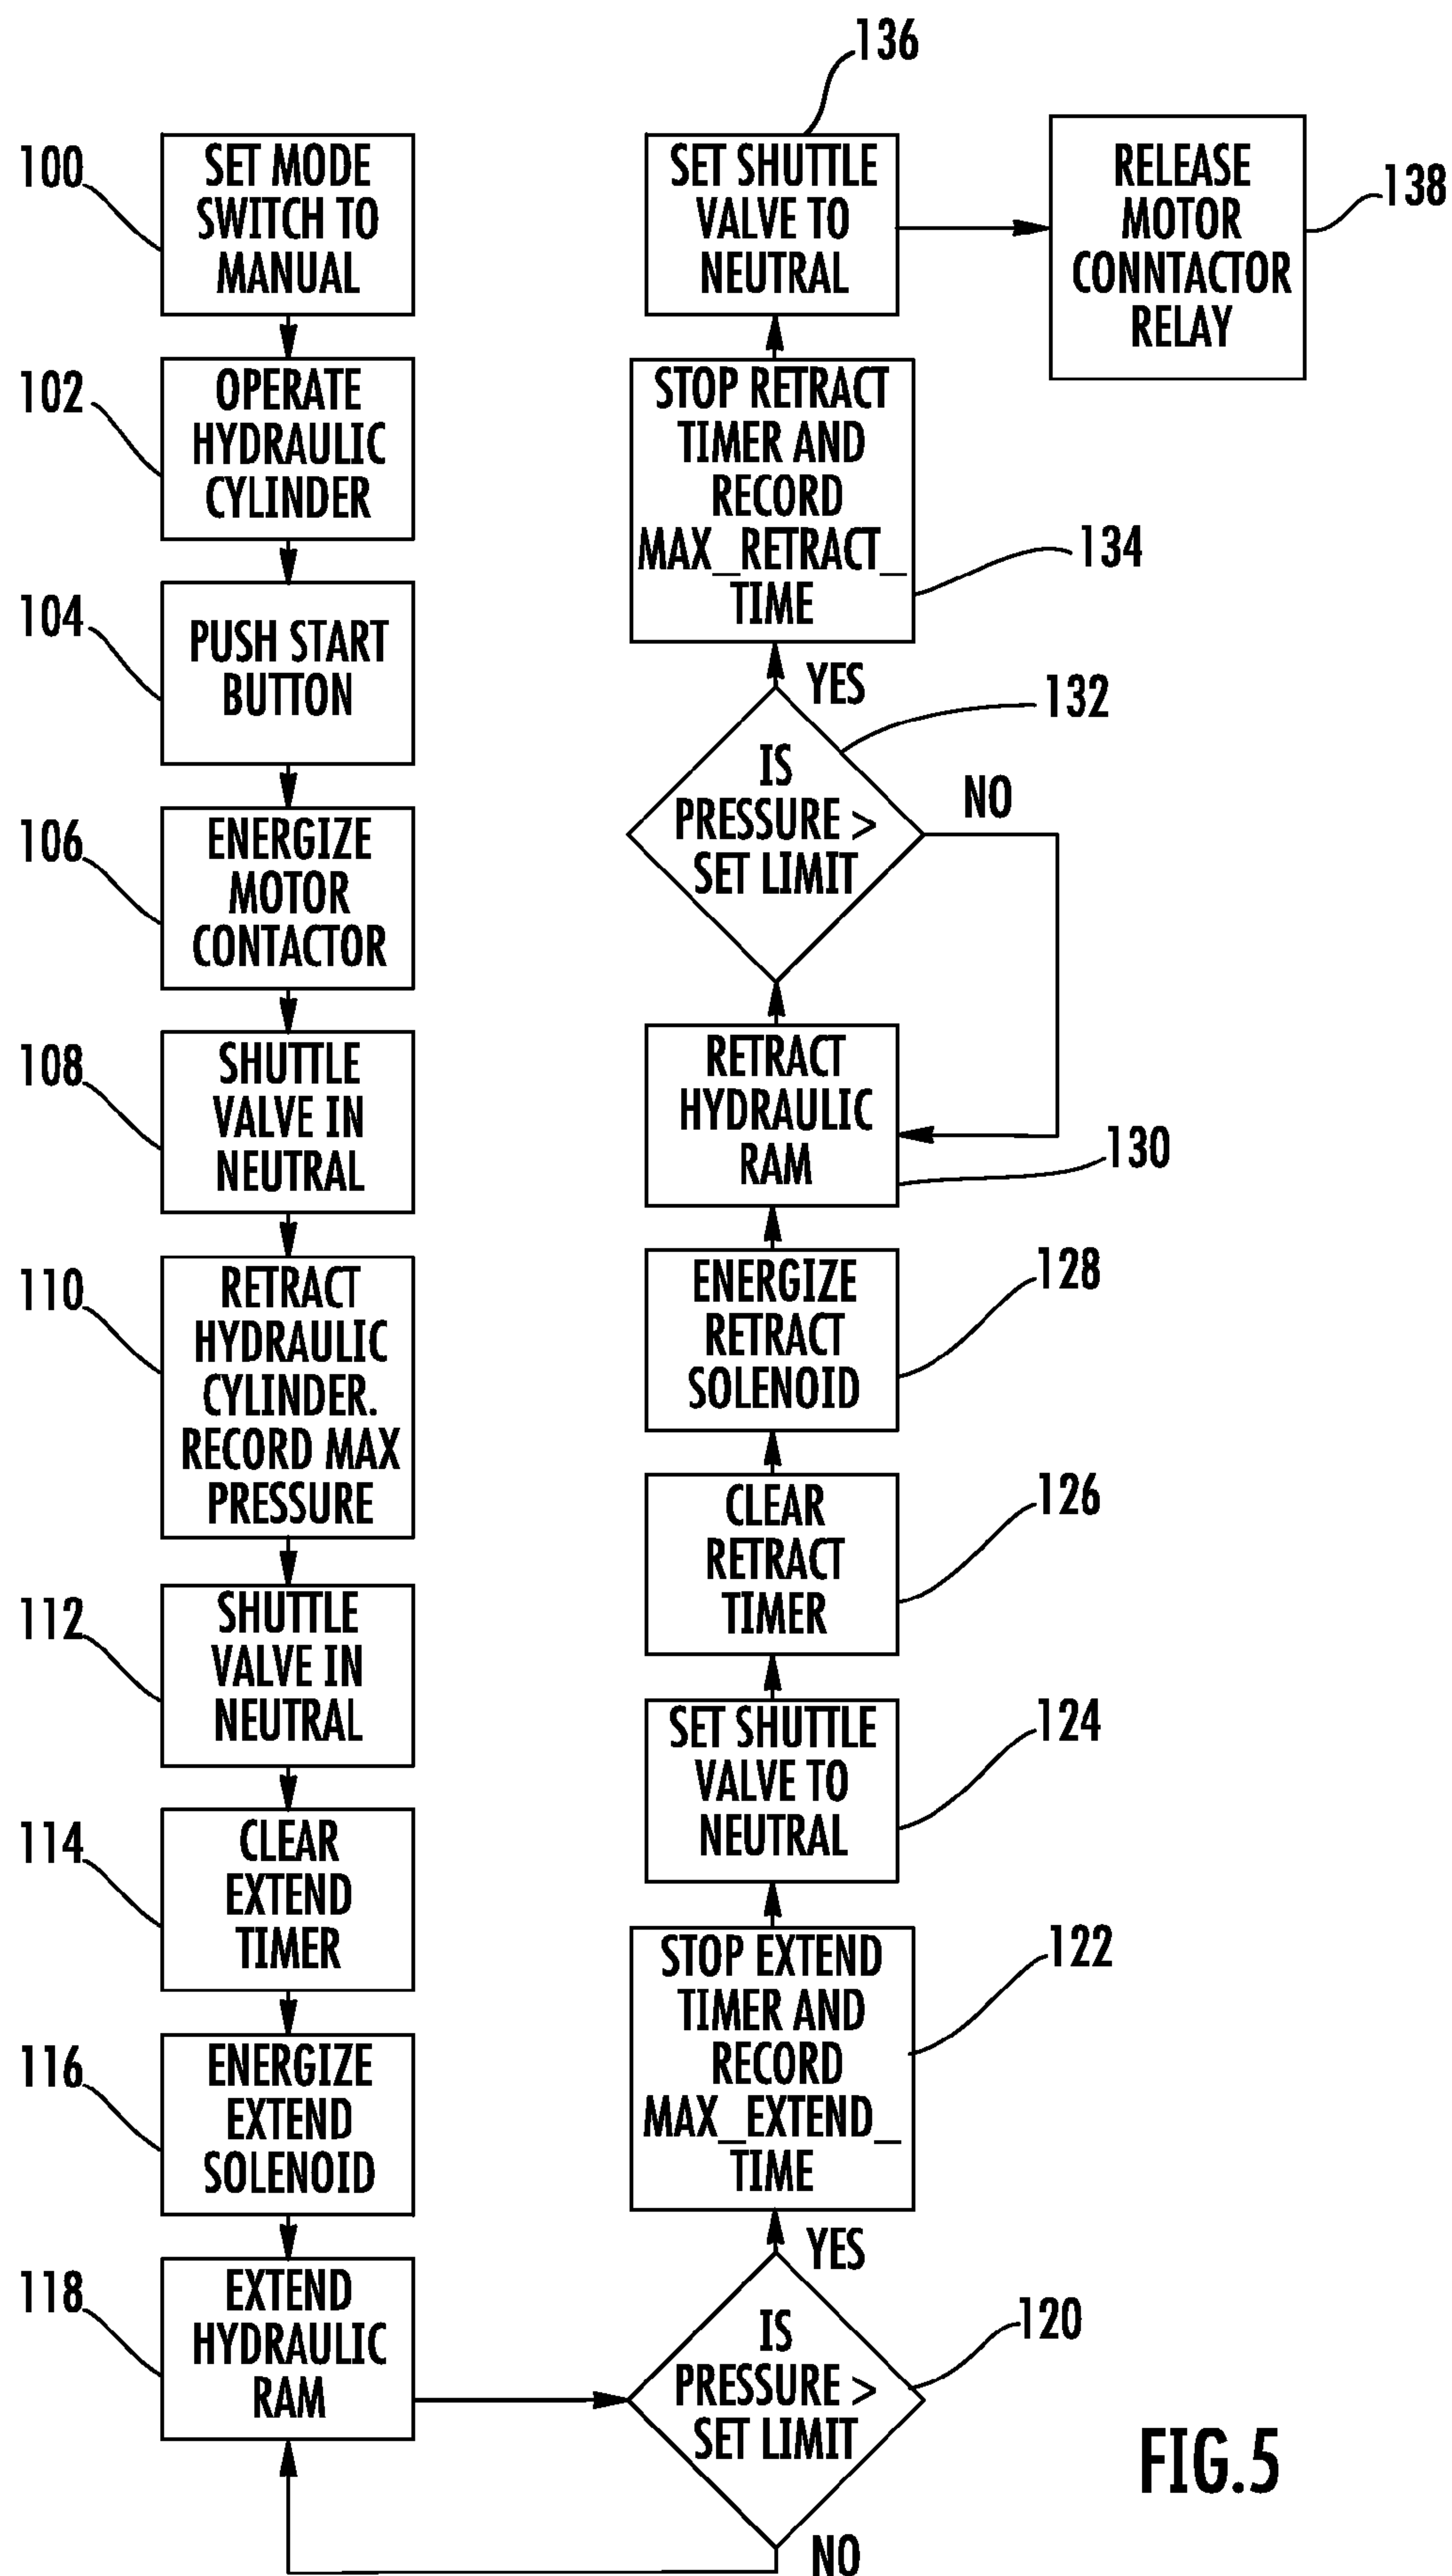 100
SET MODE
SWITCH TO
MANUAL
102
OPERATE
HYDRAULIC
CYLINDER
104
PUSH START
BUTTON
106
ENERGIZE
MOTOR
CONTACTOR
108
SHUTTLE
VALVE IN
NEUTRAL
110
RETRACT
HYDRAULIC
CYLINDER.
RECORD MAX
PRESSURE
112
SHUTTLE
VALVE IN
NEUTRAL
114
CLEAR
EXTEND
TIMER
116
ENERGIZE
EXTEND
SOLENOID
118
EXTEND
HYDRAULIC
RAM
120
IS
PRESSURE >
SET LIMIT
NO
YES
122
STOP EXTEND
TIMER AND
RECORD
MAX_EXTEND_
TIME
124
SET SHUTTLE
VALVE TO
NEUTRAL
126
CLEAR
RETRACT
TIMER
128
ENERGIZE
RETRACT
SOLENOID
130
RETRACT
HYDRAULIC
RAM
132
IS
PRESSURE >
SET LIMIT
NO
YES
134
STOP RETRACT
TIMER AND
RECORD
MAX_RETRACT_
TIME
136
SET SHUTTLE
VALVE TO
NEUTRAL
138
RELEASE
MOTOR
CONNTACTOR
RELAY
FIG.5